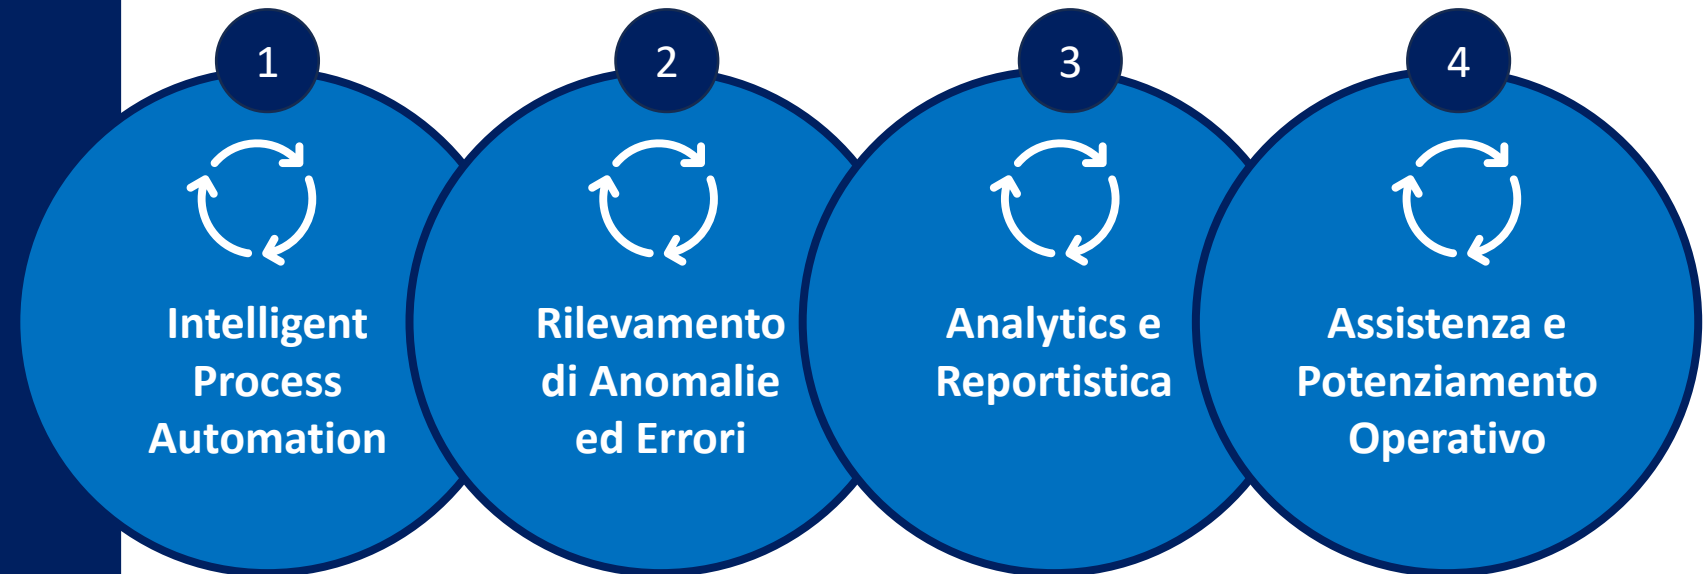 1
Intelligent
Process
Automation
2
Rilevamento
di Anomalie
ed Errori
3
Analytics e
Reportistica
4
Assistenza e
Potenziamento
Operativo